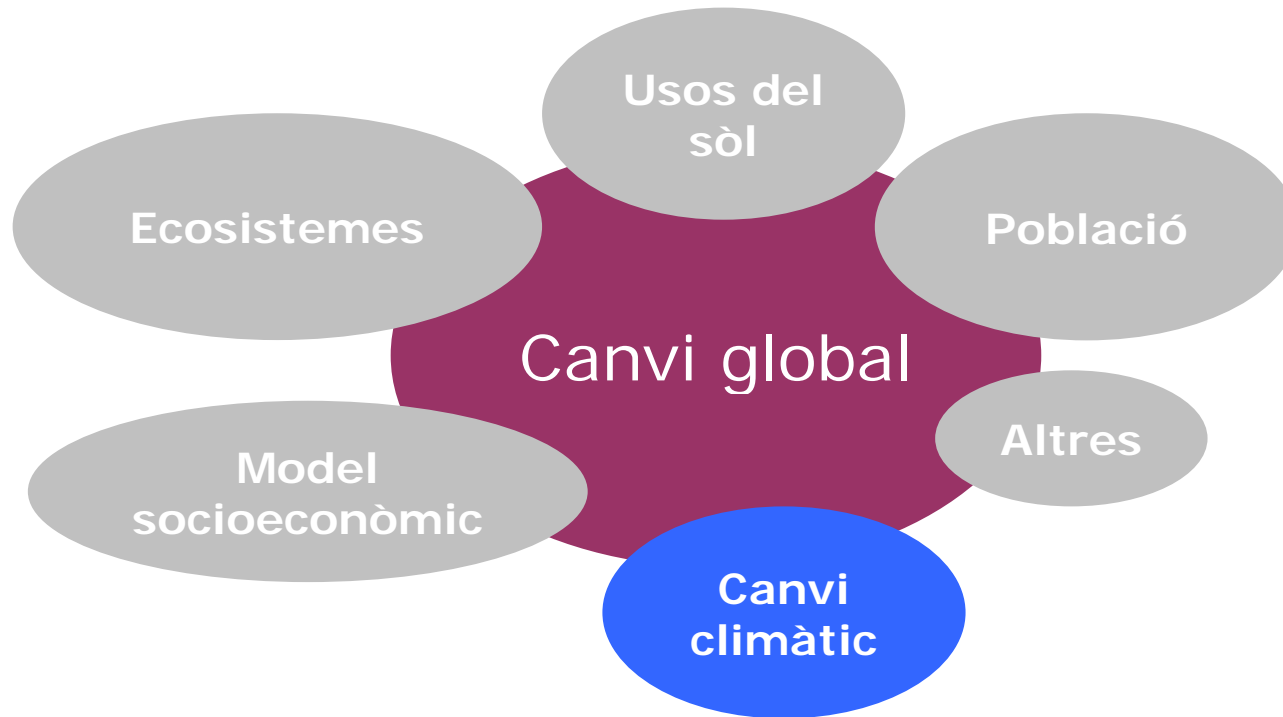 Usos del
sòl
Ecosistemes
Població
Canvi global
Altres
Model
socioeconòmic
Canvi
climàtic